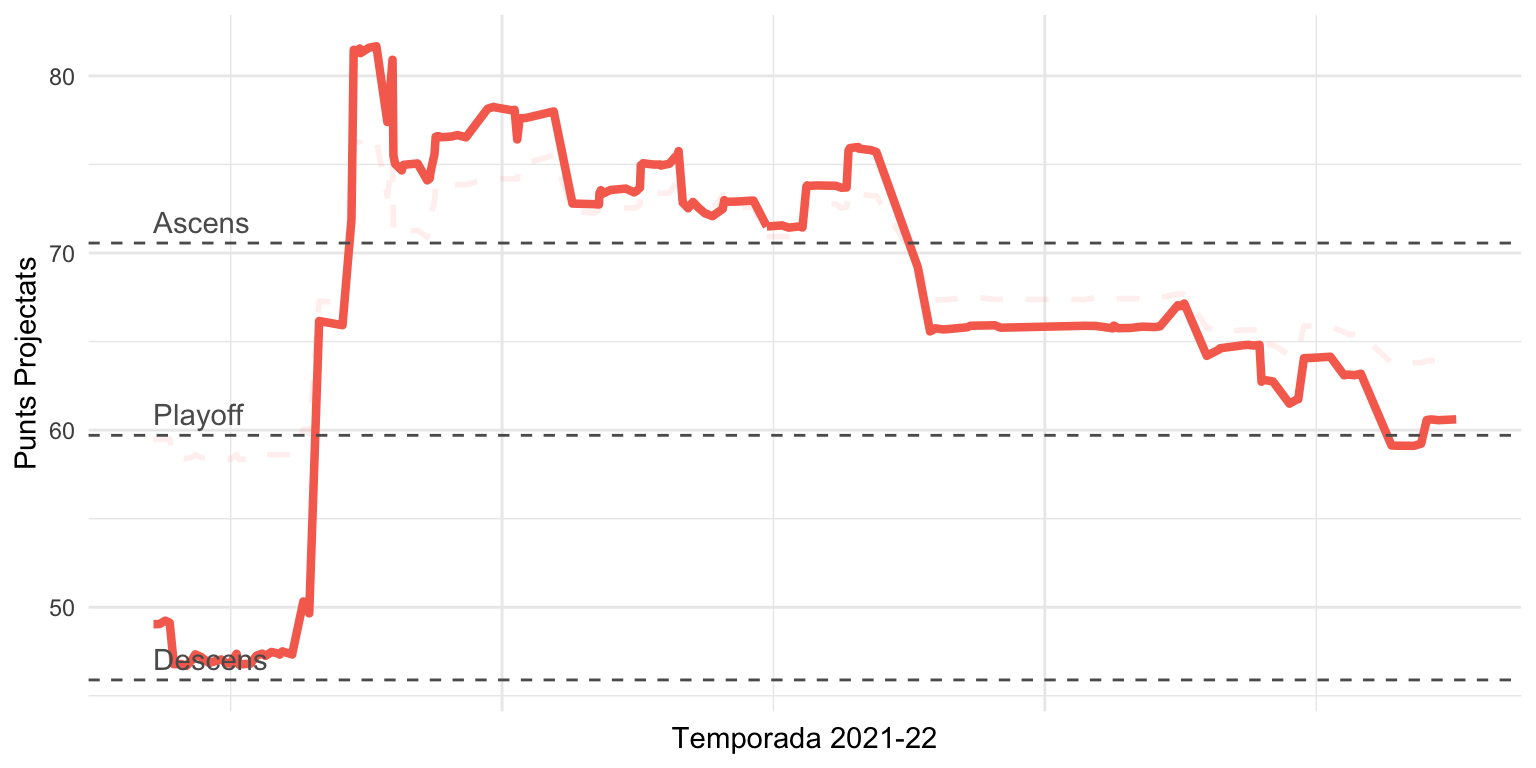 80
70
60
50
Punts Projectats
Ascens
Playoff
Descens
Temporada 2021-22